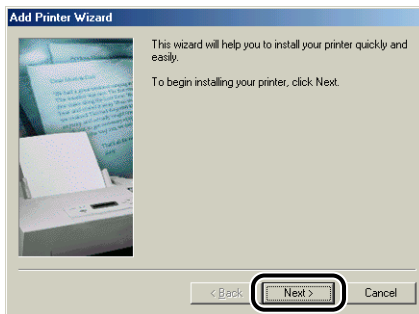 Add Printer Wizard
This wizard will help you to install your printer quickly and
easily.
To begin installing your printer, click Next.
< Back
Next >
Cancel